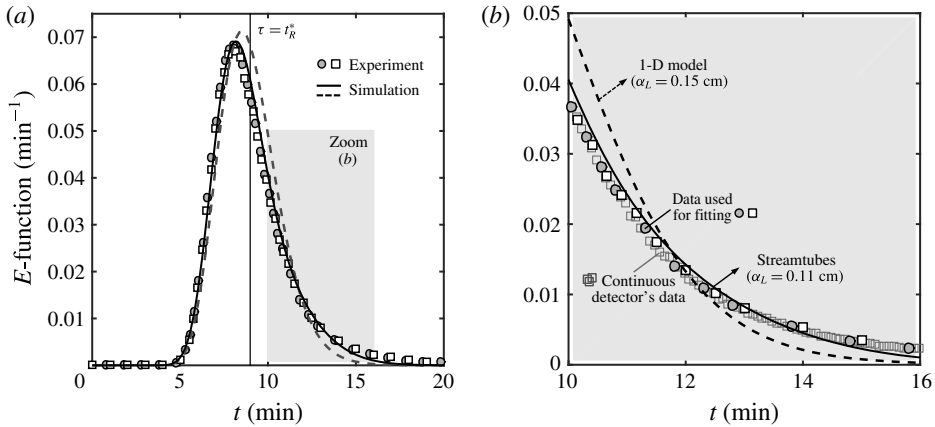 (a)
0.07
0.06
0.05
0.04
0.03
0.02
0.01
0
5
10
15
20
E-function (min⁻¹)
t (min)
τ = t*R
Experiment
Simulation
Zoom
(b)
(b)
0.05
0.04
0.03
0.02
0.01
0
10
12
14
16
t (min)
1-D model
(αL = 0.15 cm)
Data used
for fitting
Streamtubes
(αL = 0.11 cm)
Continuous
detector's data